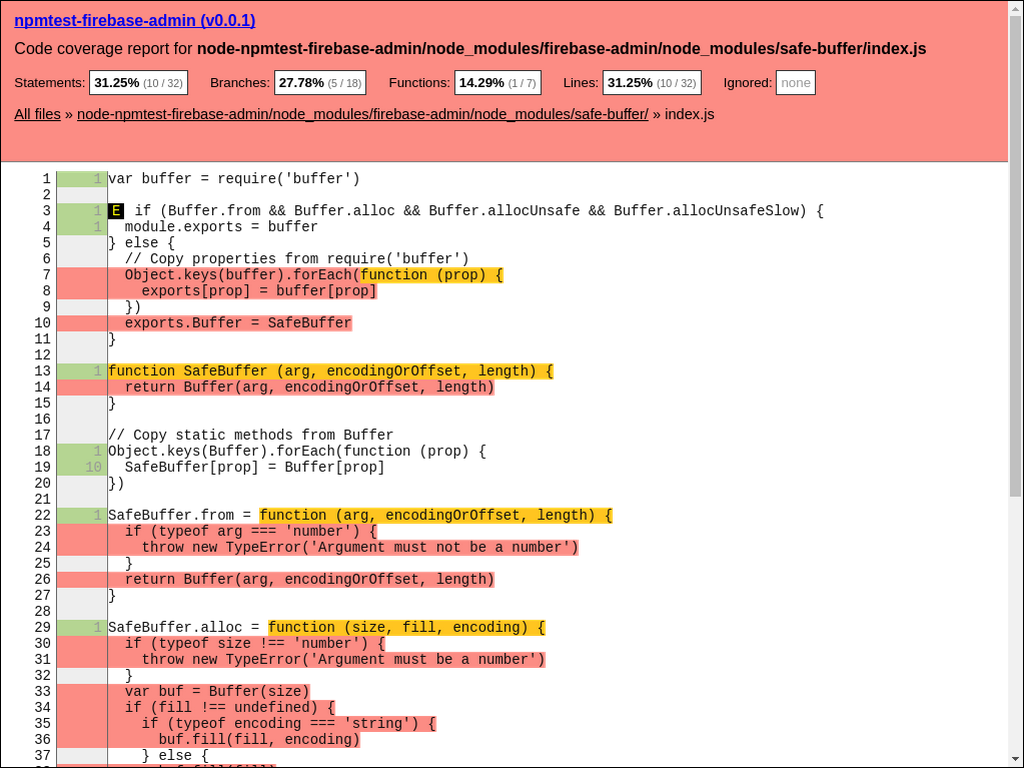 npmtest-firebase-admin (v0.0.1)
Code coverage report for node-npmtest-firebase-admin/node_modules/firebase-admin/node_modules/safe-buffer/index.js
Statements: 31.25% (10 / 32) Branches: 27.78% (5 / 18) Functions: 14.29% (1 / 7) Lines: 31.25% (10 / 32) Ignored: none
All files » node-npmtest-firebase-admin/node_modules/firebase-admin/node_modules/safe-buffer/ » index.js
1 1 var buffer = require('buffer')
2
3 1 E if (Buffer.from && Buffer.alloc && Buffer.allocUnsafe && Buffer.allocUnsafeSlow) {
4 1 module.exports = buffer
5 } else {
6 // Copy properties from require('buffer')
7 Object.keys(buffer).forEach(function (prop) {
8 exports[prop] = buffer[prop]
9 })
10 exports.Buffer = SafeBuffer
11 }
12
13 1 function SafeBuffer (arg, encodingOrOffset, length) {
14 return Buffer(arg, encodingOrOffset, length)
15 }
16
17 // Copy static methods from Buffer
18 1 Object.keys(Buffer).forEach(function (prop) {
19 10 SafeBuffer[prop] = Buffer[prop]
20 })
21
22 1 SafeBuffer.from = function (arg, encodingOrOffset, length) {
23 if (typeof arg === 'number') {
24 throw new TypeError('Argument must not be a number')
25 }
26 return Buffer(arg, encodingOrOffset, length)
27 }
28
29 1 SafeBuffer.alloc = function (size, fill, encoding) {
30 if (typeof size !== 'number') {
31 throw new TypeError('Argument must be a number')
32 }
33 var buf = Buffer(size)
34 if (fill !== undefined) {
35 if (typeof encoding === 'string') {
36 buf.fill(fill, encoding)
37 } else {